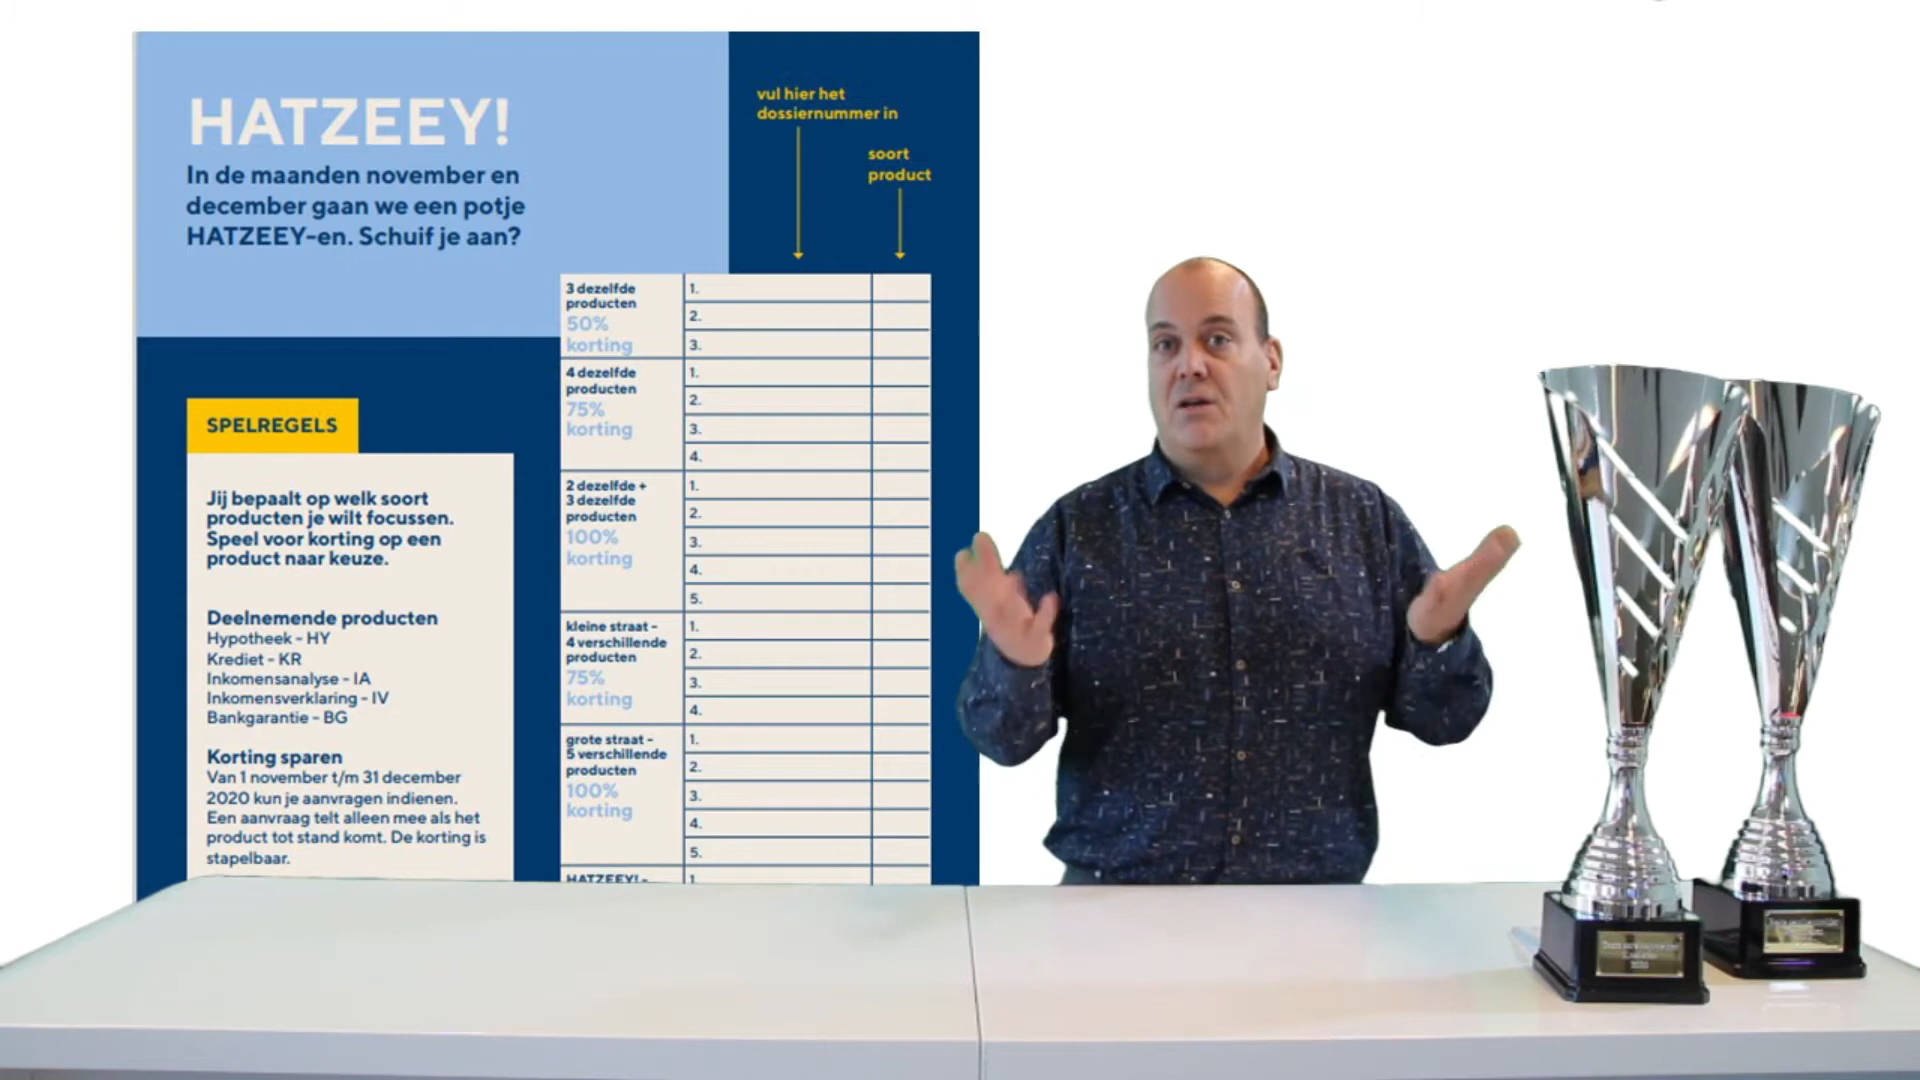 HATZEEY!
In de maanden november en
december gaan we een potje
HATZEEY-en. Schuif je aan?
vul hier het
dossiernummer in
soort
product
SPELREGELS
Jij bepaalt op welk soort
producten je wilt focussen.
Speel voor korting op een
product naar keuze.
Deelnemende producten
Hypotheek - HY
Krediet - KR
Inkomensanalyse - IA
Inkomensverklaring - IV
Bankgarantie - BG
Korting sparen
Van 1 november t/m 31 december
2020 kun je aanvragen indienen.
Een aanvraag telt alleen mee als het
product tot stand komt. De korting is
stapelbaar.
3 dezelfde
producten
50%
korting
1.
2.
3.
4 dezelfde
producten
75%
korting
1.
2.
3.
4.
2 dezelfde +
3 dezelfde
producten
100%
korting
1.
2.
3.
4.
5.
kleine straat -
4 verschillende
producten
75%
korting
1.
2.
3.
4.
grote straat -
5 verschillende
producten
100%
korting
1.
2.
3.
4.
5.
HATZEEY! -
1.